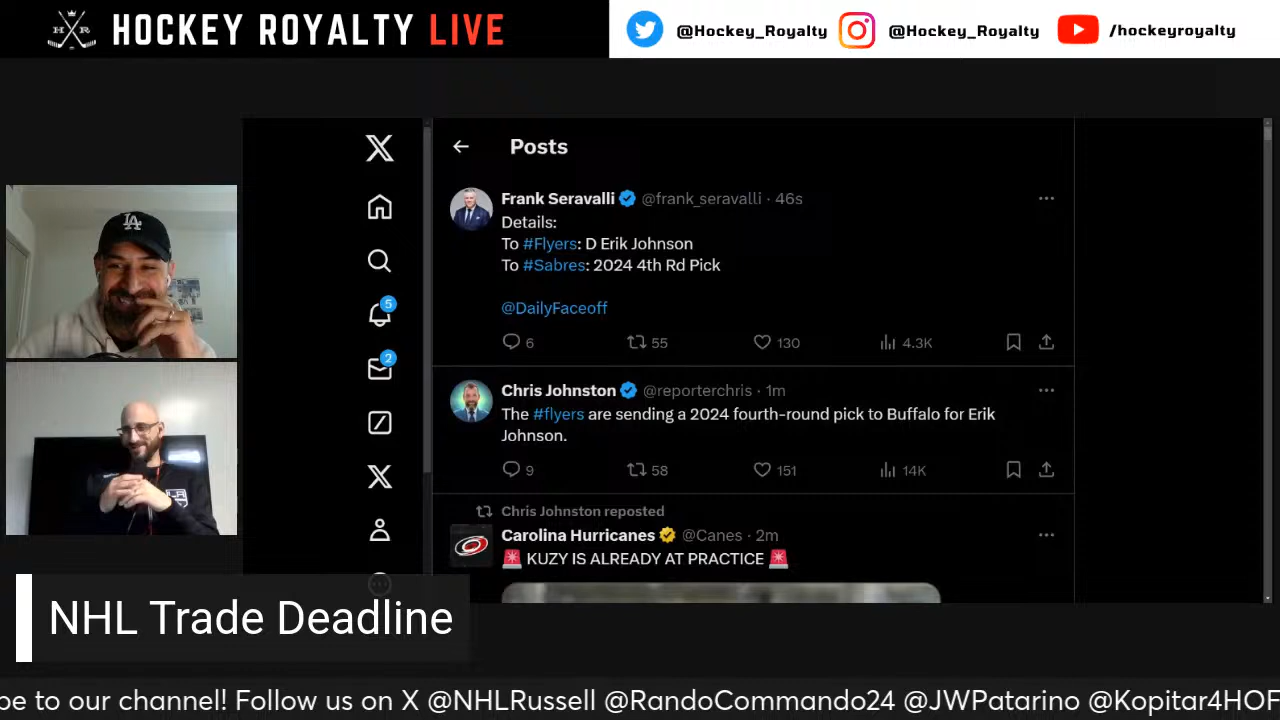 HOCKEY ROYALTY LIVE
H R
@Hockey_Royalty
@Hockey_Royalty
/hockeyroyalty
Posts
Frank Seravalli @frank_seravalli · 46s
Details:
To #Flyers: D Erik Johnson
To #Sabres: 2024 4th Rd Pick
@DailyFaceoff
6 55 130 4.3K
Chris Johnston @reporterchris · 1m
The #flyers are sending a 2024 fourth-round pick to Buffalo for Erik
Johnson.
9 58 151 14K
Chris Johnston reposted
Carolina Hurricanes @Canes · 2m
🚨 KUZY IS ALREADY AT PRACTICE 🚨
5
2
LA
NHL Trade Deadline
be to our channel! Follow us on X @NHLRussell @RandoCommando24 @JWPatarino @Kopitar4HOF